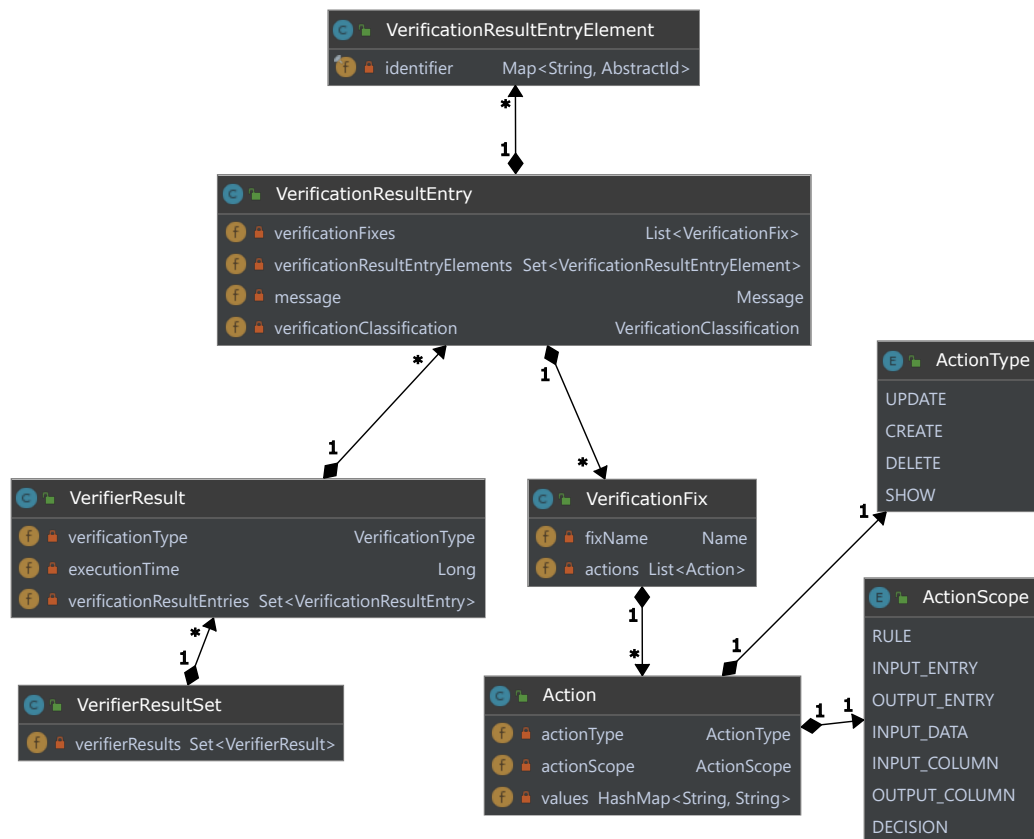 VerificationResultEntryElement
identifier Map<String, AbstractId>
*
1
VerificationResultEntry
verificationFixes List<VerificationFix>
verificationResultEntryElements Set<VerificationResultEntryElement>
message Message
verificationClassification VerificationClassification
*
1
1
*
ActionType
UPDATE
CREATE
DELETE
SHOW
1
VerifierResult
verificationType VerificationType
executionTime Long
verificationResultEntries Set<VerificationResultEntry>
VerificationFix
fixName Name
actions List<Action>
*
1
1
*
1
VerifierResultSet
verifierResults Set<VerifierResult>
Action
actionType ActionType
actionScope ActionScope
values HashMap<String, String>
1
1
ActionScope
RULE
INPUT_ENTRY
OUTPUT_ENTRY
INPUT_DATA
INPUT_COLUMN
OUTPUT_COLUMN
DECISION